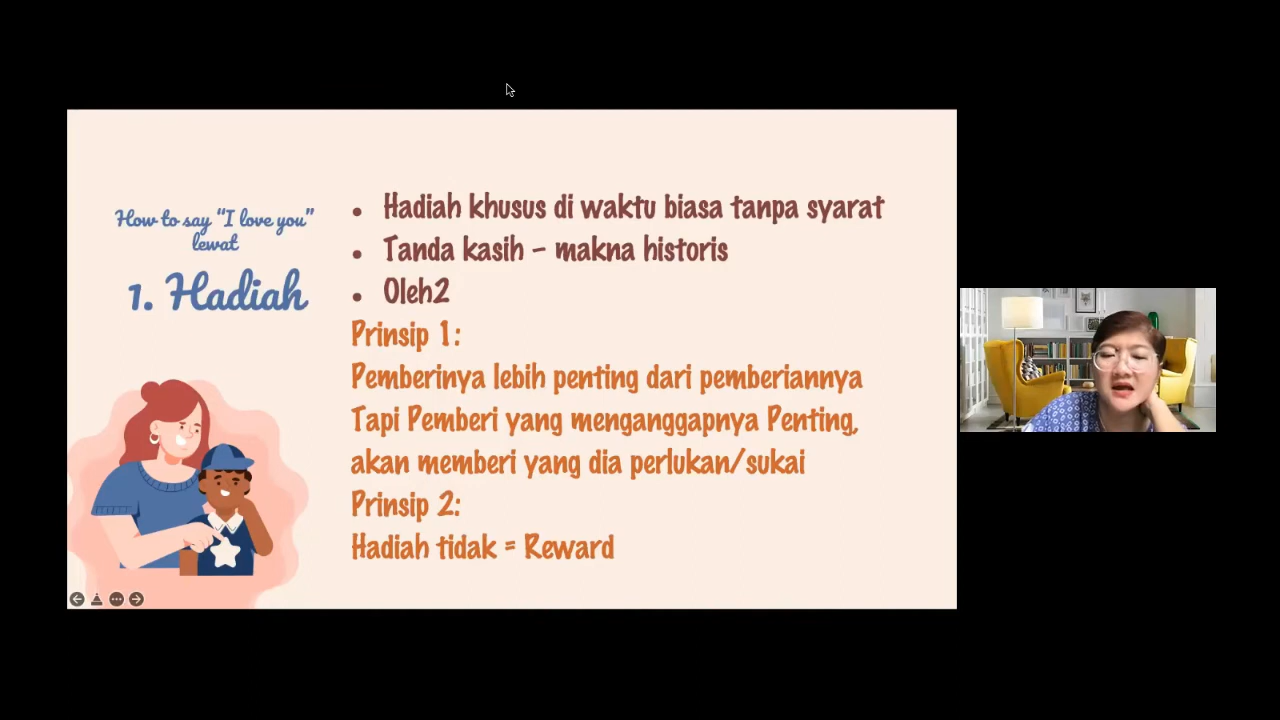 How to say “I love you”
lewat
1. Hadiah
• Hadiah khusus di waktu biasa tanpa syarat
• Tanda kasih – makna historis
• Oleh2
Prinsip 1:
Pemberinya lebih penting dari pemberiannya
Tapi Pemberi yang menganggapnya Penting,
akan memberi yang dia perlukan/sukai
Prinsip 2:
Hadiah tidak = Reward